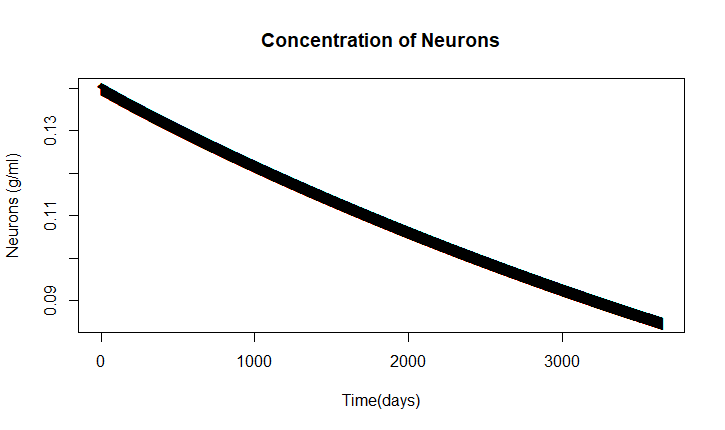 Concentration of Neurons
Neurons (g/ml)
0.13
0.11
0.09
0 1000 2000 3000
Time(days)